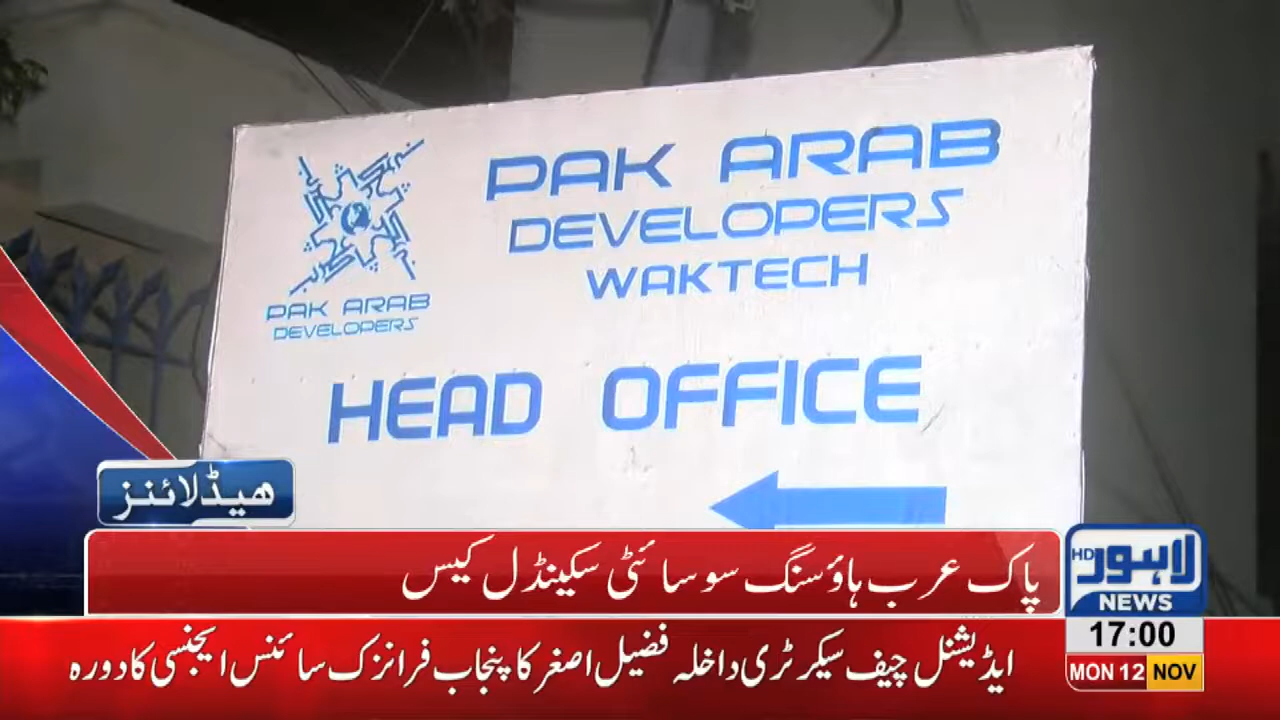 PAK ARAB
DEVELOPERS
WAKTECH
PAK ARAB
DEVELOPERS
HEAD OFFICE
ھیڈلائنز
پاک عرب ہاؤسنگ سوسائٹی سکینڈل کیس
HD لاہور
NEWS
17:00
MON 12 NOV
ایڈیشنل چیف سیکرٹری داخلہ فضیل اصغر کا پنجاب فرانزک سائنس ایجنسی کا دورہ